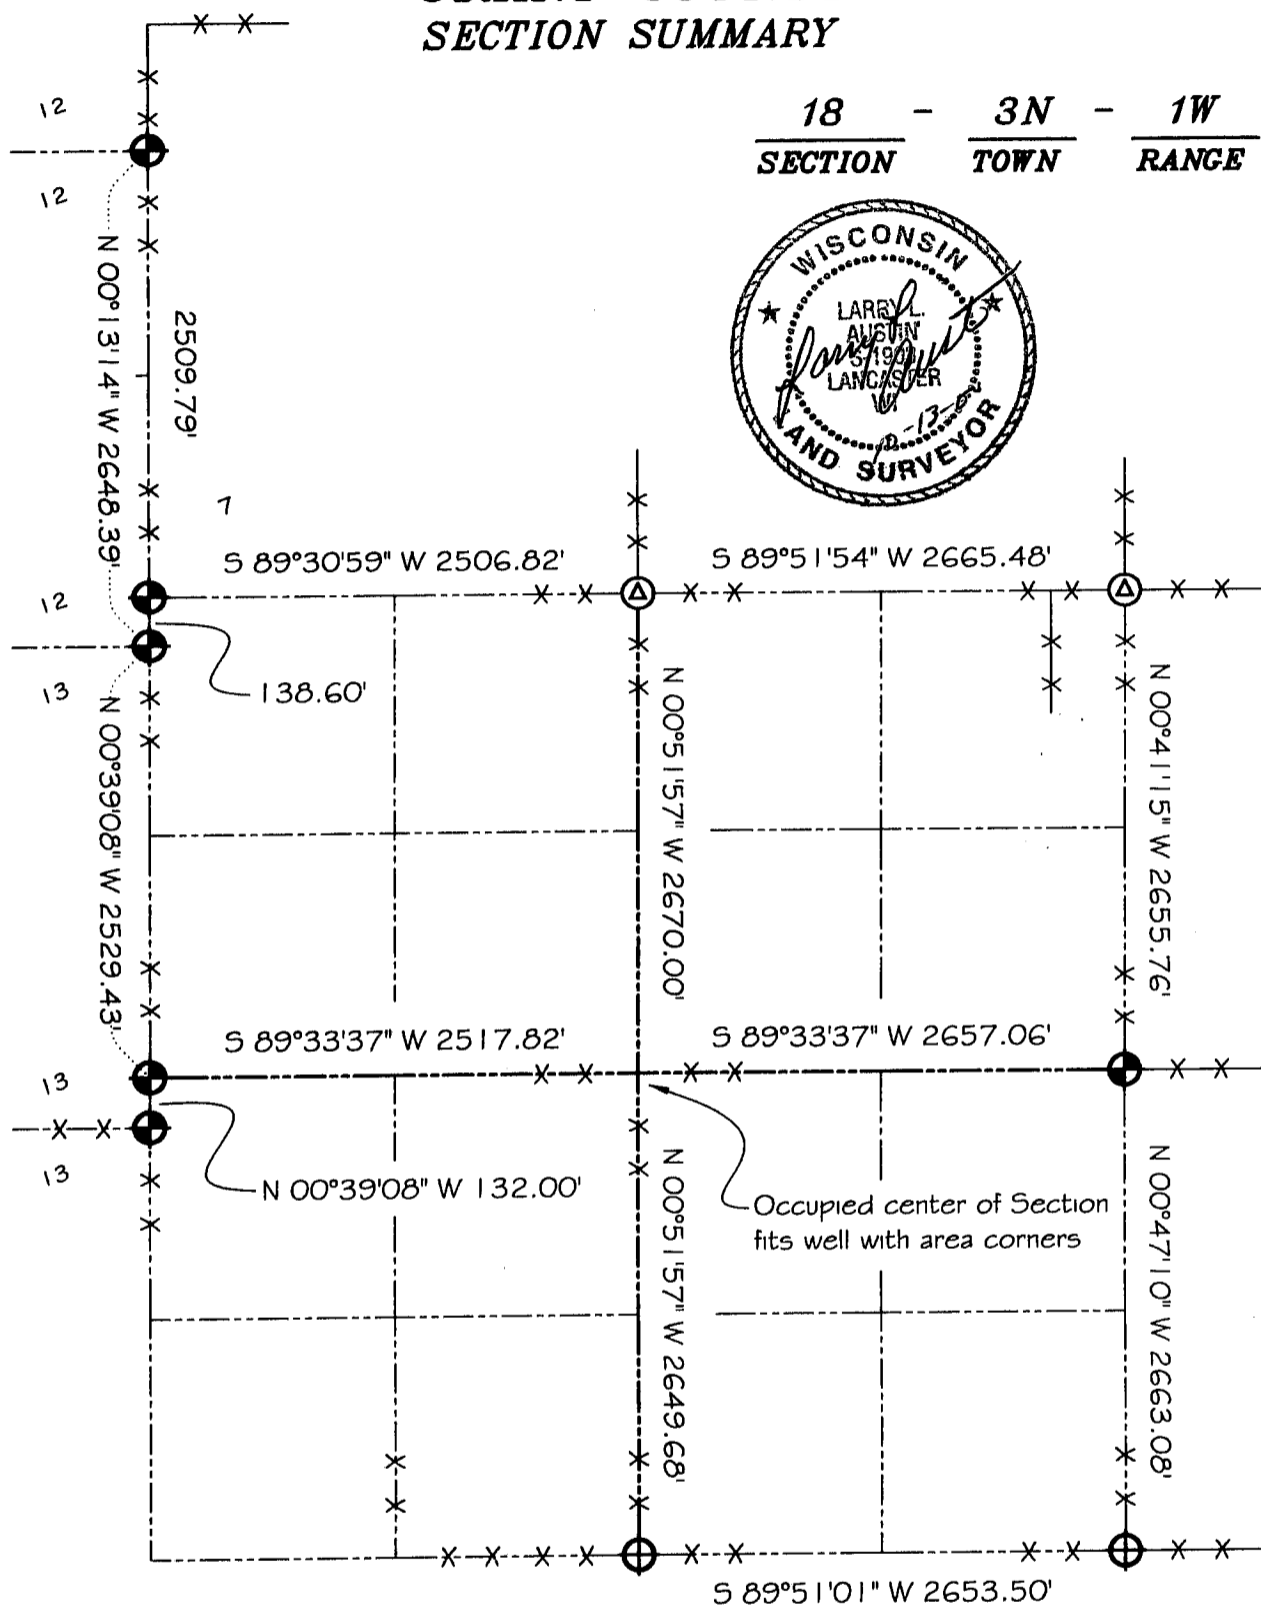 SECTION SUMMARY
18 - 3N - 1W
SECTION TOWN RANGE
WISCONSIN
LARRY L.
AUSTIN
LANCASTER
WI
LAND SURVEYOR
12
12
N 00°13'14" W 2648.39'
2509.79'
7
S 89°30'59" W 2506.82'
S 89°51'54" W 2665.48'
12
13
138.60'
N 00°39'08" W 2529.43'
N 00°51'57" W 2670.00'
N 00°41'15" W 2655.76'
S 89°33'37" W 2517.82'
S 89°33'37" W 2657.06'
13
13
N 00°39'08" W 132.00'
Occupied center of Section
fits well with area corners
N 00°51'57" W 2649.68'
N 00°47'10" W 2663.08'
S 89°51'01" W 2653.50'